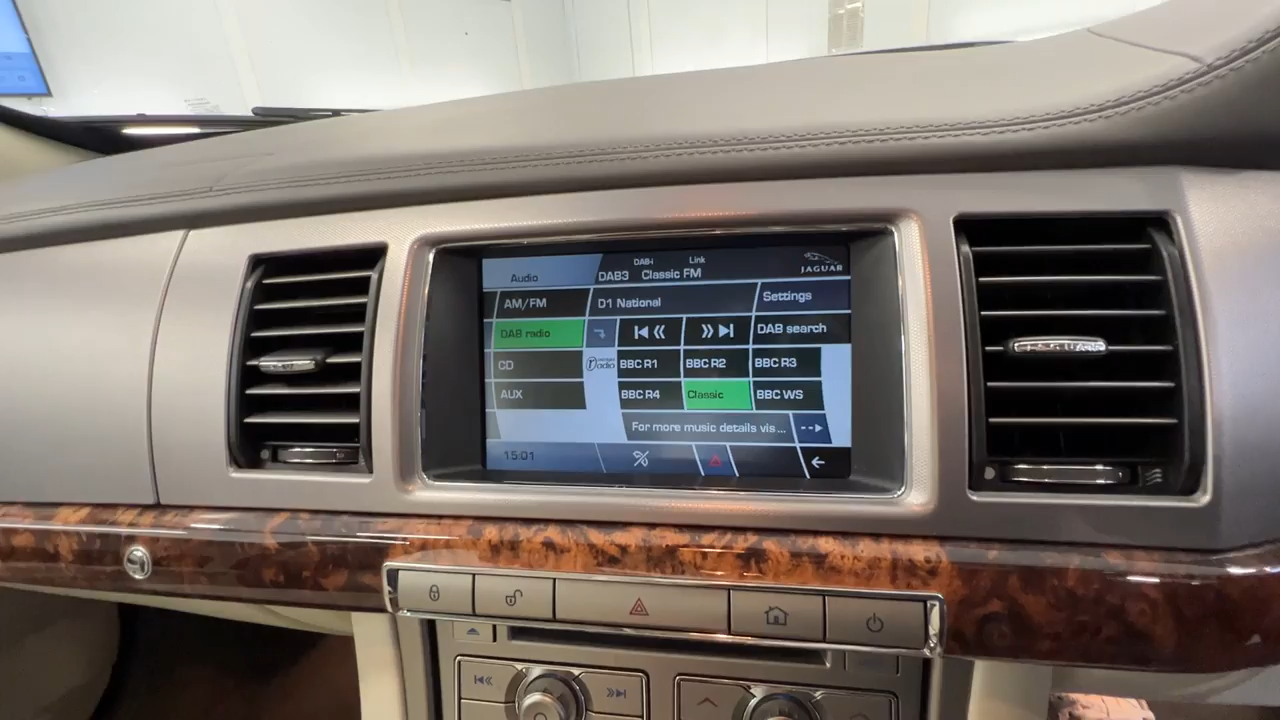 DAB-i Link
Audio DAB3 Classic FM JAGUAR
AM/FM D1 National Settings
DAB radio DAB search
CD radio BBC R1 BBC R2 BBC R3
AUX BBC R4 Classic BBC WS
For more music details vis...
15:01